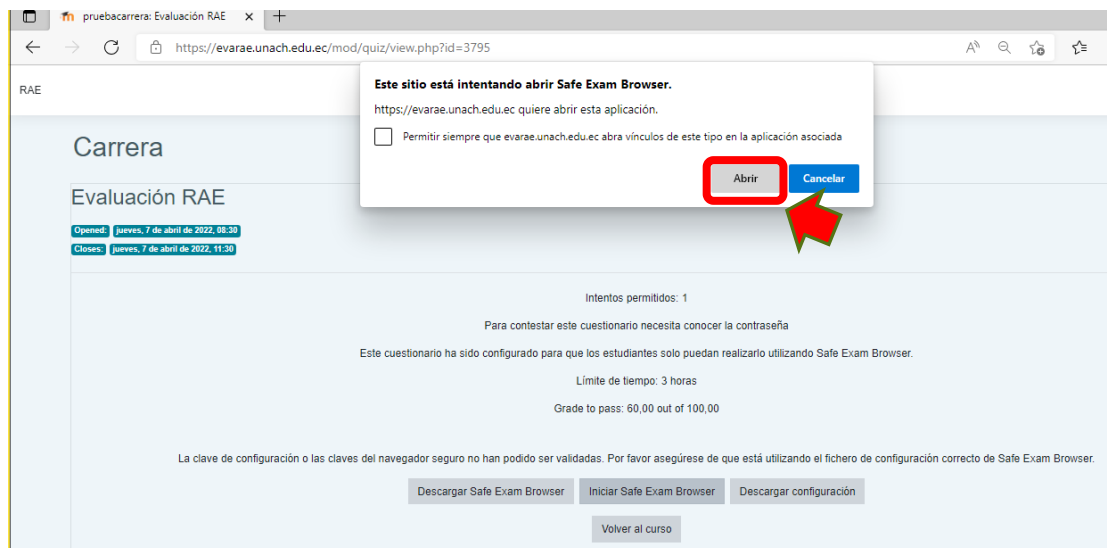 pruebacarrera: Evaluación RAE
https://evarae.unach.edu.ec/mod/quiz/view.php?id=3795
RAE
Este sitio está intentando abrir Safe Exam Browser.
https://evarae.unach.edu.ec quiere abrir esta aplicación.
Permitir siempre que evarae.unach.edu.ec abra vínculos de este tipo en la aplicación asociada
Abrir Cancelar
Carrera
Evaluación RAE
Opened: jueves, 7 de abril de 2022, 08:30
Closes: jueves, 7 de abril de 2022, 11:30
Intentos permitidos: 1
Para contestar este cuestionario necesita conocer la contraseña
Este cuestionario ha sido configurado para que los estudiantes solo puedan realizarlo utilizando Safe Exam Browser.
Límite de tiempo: 3 horas
Grade to pass: 60,00 out of 100,00
La clave de configuración o las claves del navegador seguro no han podido ser validadas. Por favor asegúrese de que está utilizando el fichero de configuración correcto de Safe Exam Browser.
Descargar Safe Exam Browser Iniciar Safe Exam Browser Descargar configuración
Volver al curso